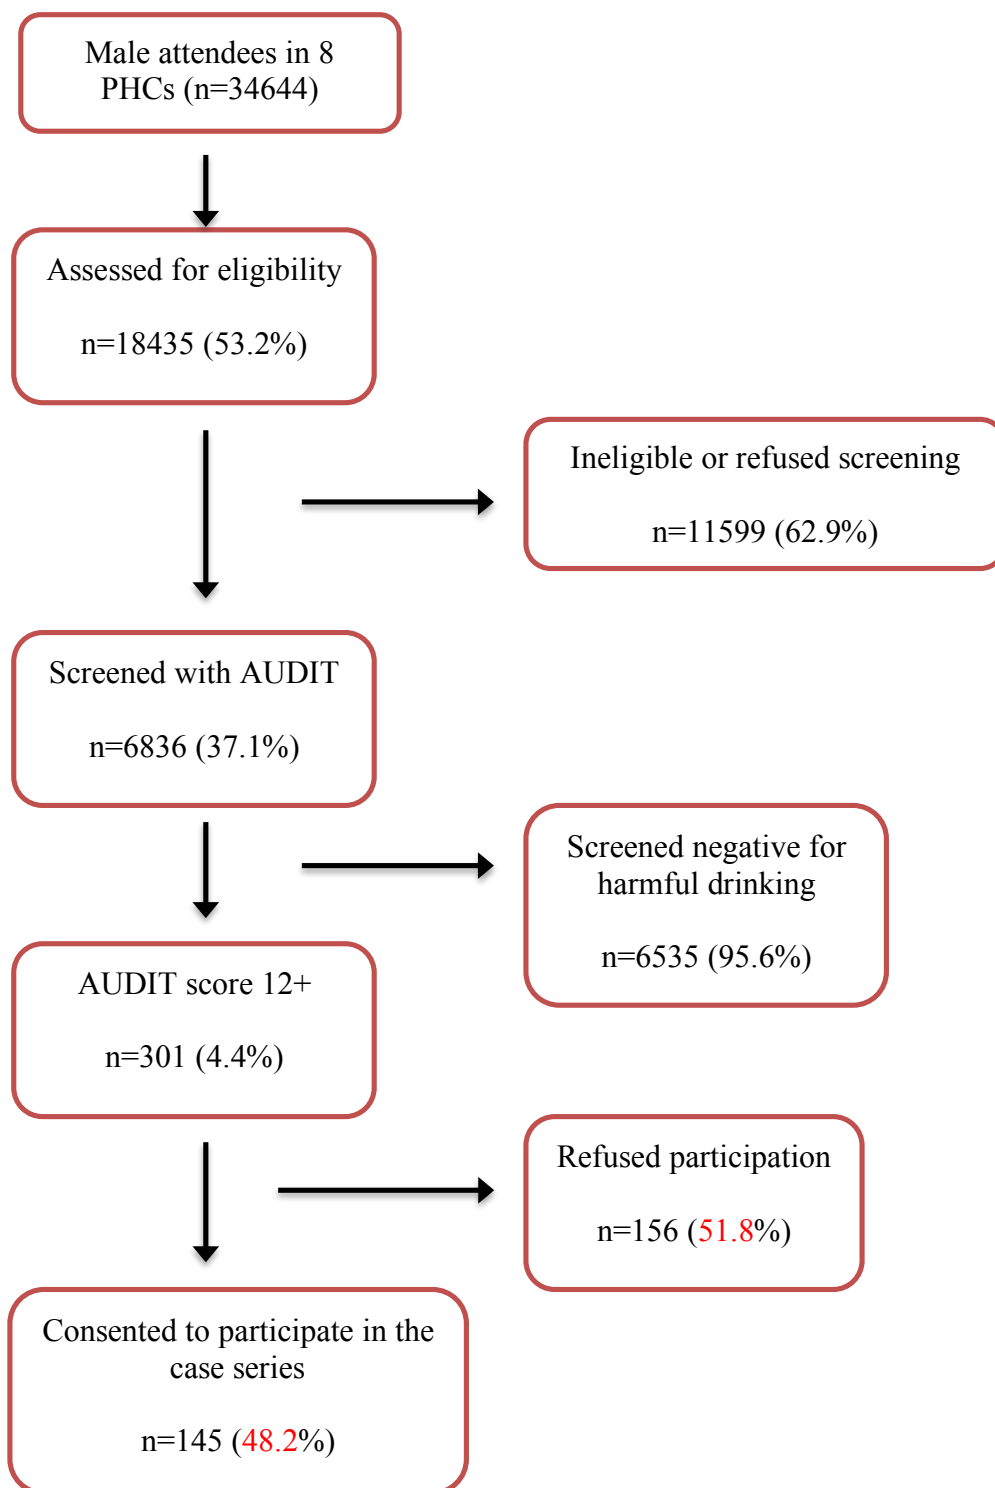 Male attendees in 8
PHCs (n=34644)
Assessed for eligibility
n=18435 (53.2%)
Ineligible or refused screening
n=11599 (62.9%)
Screened with AUDIT
n=6836 (37.1%)
Screened negative for
harmful drinking
n=6535 (95.6%)
AUDIT score 12+
n=301 (4.4%)
Refused participation
n=156 (51.8%)
Consented to participate in the
case series
n=145 (48.2%)